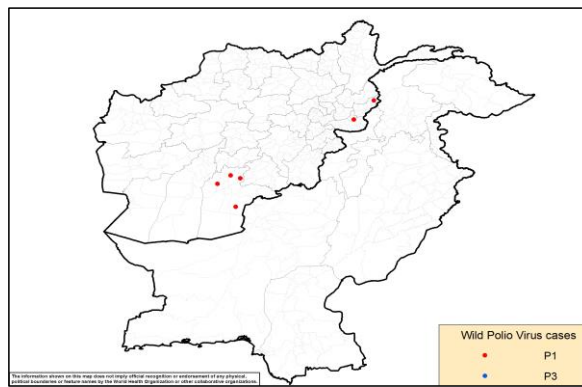 Wild Polio Virus cases
P1
P3
The information shown on this map does not imply official recognition or endorsement of any physical,
political boundaries or feature names by the World Health Organization or other collaborative organizations.